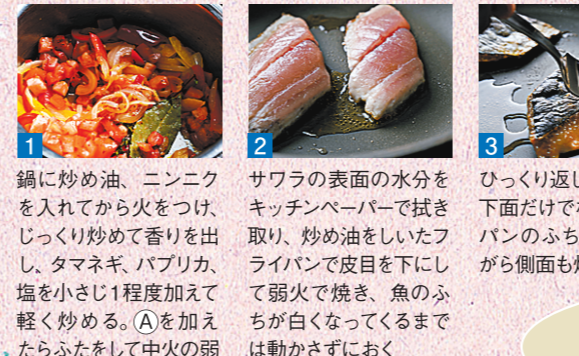 1
鍋に炒め油、ニンニク
を入れてから火をつけ、
じっくり炒めて香りを出
し、タマネギ、パプリカ、
塩を小さじ1程度加えて
軽く炒める。Ⓐを加え
たらふたをして中火の弱
2
サワラの表面の水分を
キッチンペーパーで拭き
取り、炒め油をしいたフ
ライパンで皮目を下にし
て弱火で焼き、魚のふ
ちが白くなってくるまで
は動かさずにおく
3
ひっくり返し
下面だけで
パンのふち
がら側面も